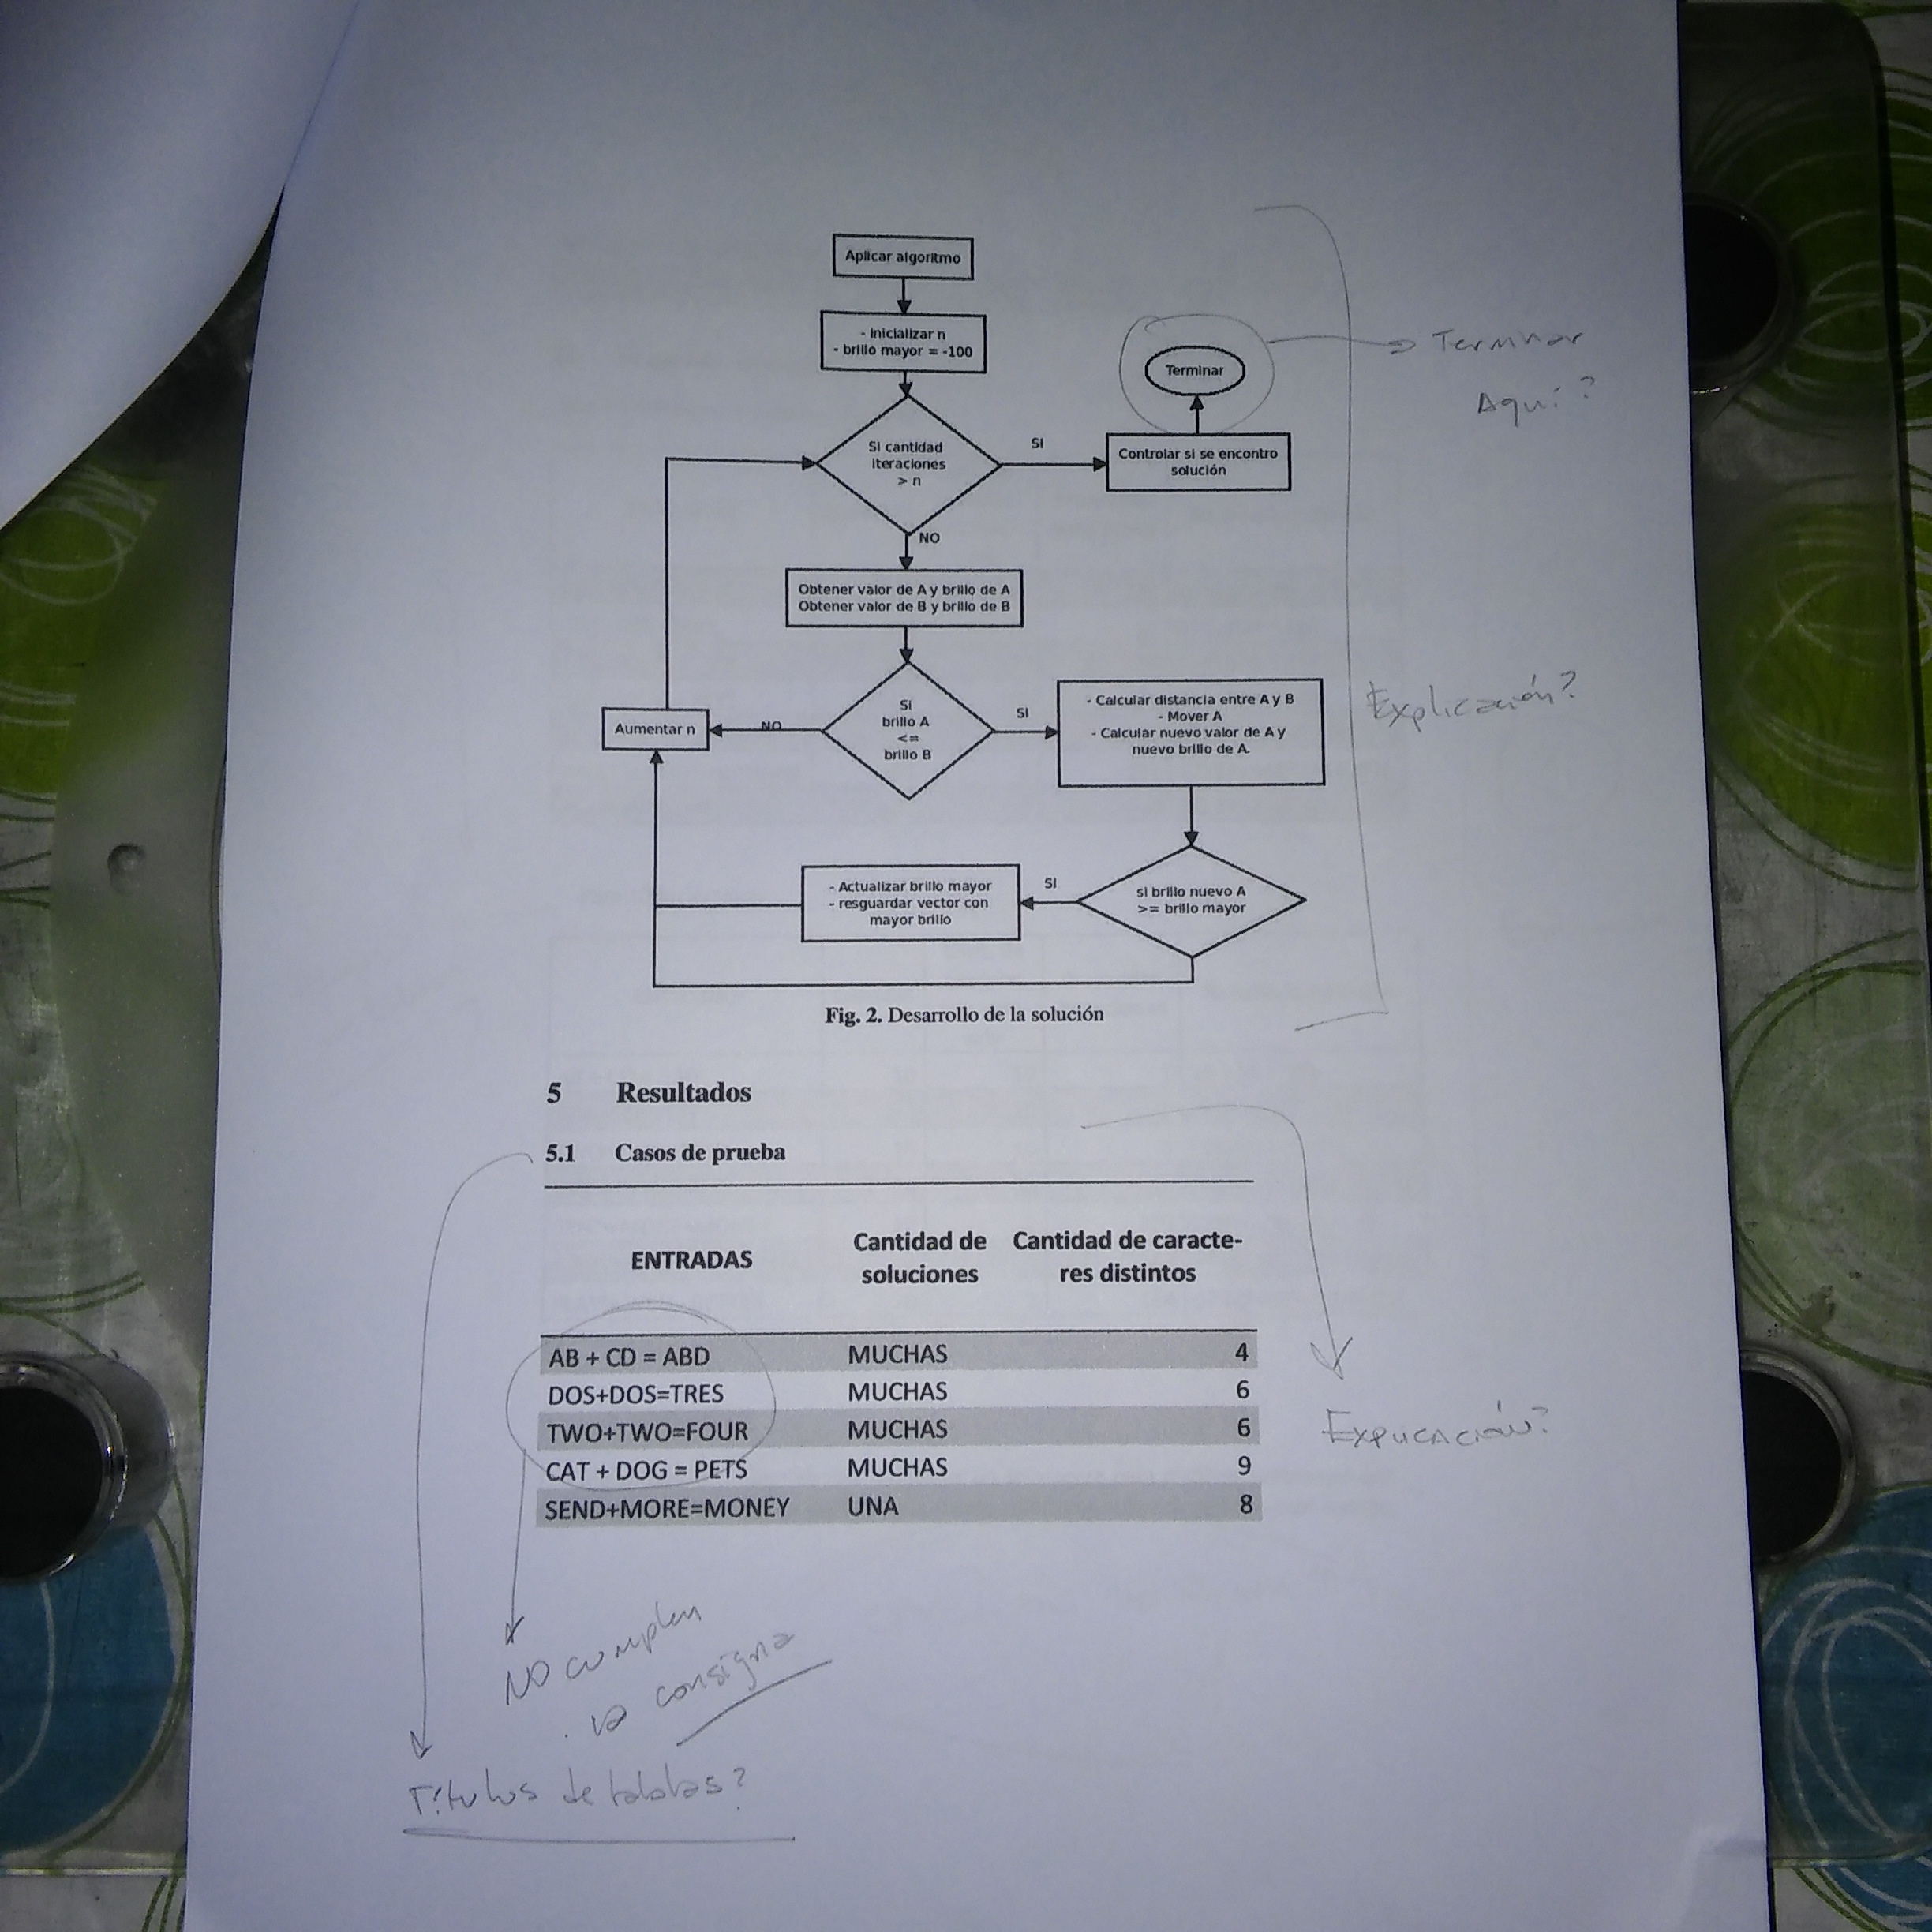 Aplicar algoritmo
- Inicializar n
- brillo mayor = -100
Terminar
Terminar
Aquí?
Si cantidad
iteraciones
> n
SI
Controlar si se encontro
solución
NO
Obtener valor de A y brillo de A
Obtener valor de B y brillo de B
Aumentar n
NO
Si
brillo A
<=
brillo B
SI
- Calcular distancia entre A y B
- Mover A
- Calcular nuevo valor de A y
nuevo brillo de A.
Explicación?
- Actualizar brillo mayor
- resguardar vector con
mayor brillo
SI
si brillo nuevo A
>= brillo mayor
Fig. 2. Desarrollo de la solución
5 Resultados
5.1 Casos de prueba
ENTRADAS Cantidad de soluciones Cantidad de caracte-
res distintos
AB + CD = ABD MUCHAS 4
DOS+DOS=TRES MUCHAS 6
TWO+TWO=FOUR MUCHAS 6
CAT + DOG = PETS MUCHAS 9
SEND+MORE=MONEY UNA 8
EXPLICACIÓN?
NO cumplen
la consigna
Títulos de tablas?